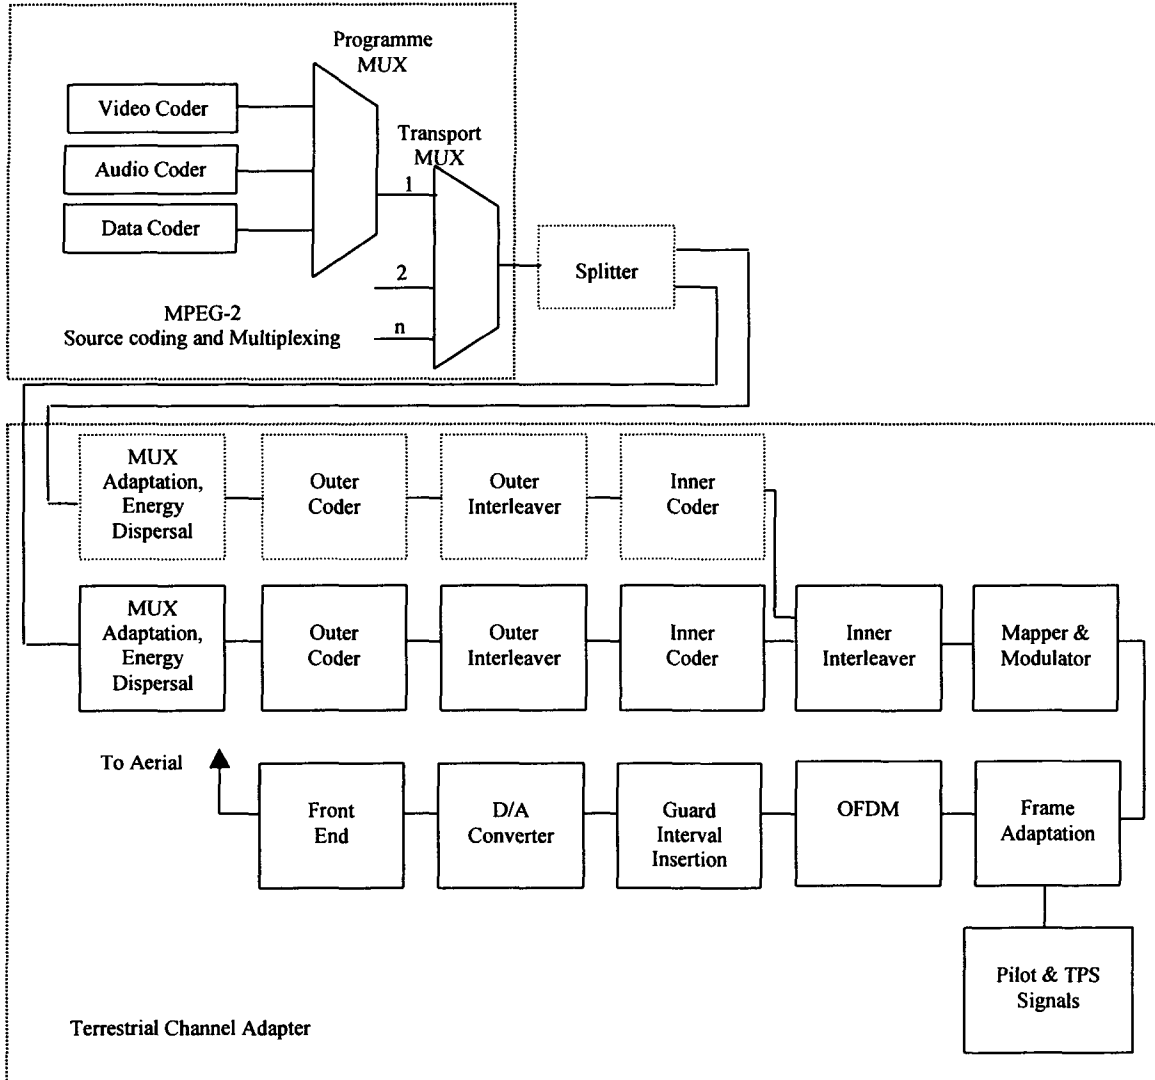 Programme
MUX
Video Coder
Audio Coder
Data Coder
Transport
MUX
1
2
n
MPEG-2
Source coding and Multiplexing
Splitter
MUX
Adaptation,
Energy
Dispersal
Outer
Coder
Outer
Interleaver
Inner
Coder
MUX
Adaptation,
Energy
Dispersal
Outer
Coder
Outer
Interleaver
Inner
Coder
Inner
Interleaver
Mapper &
Modulator
To Aerial
Front
End
D/A
Converter
Guard
Interval
Insertion
OFDM
Frame
Adaptation
Pilot & TPS
Signals
Terrestrial Channel Adapter